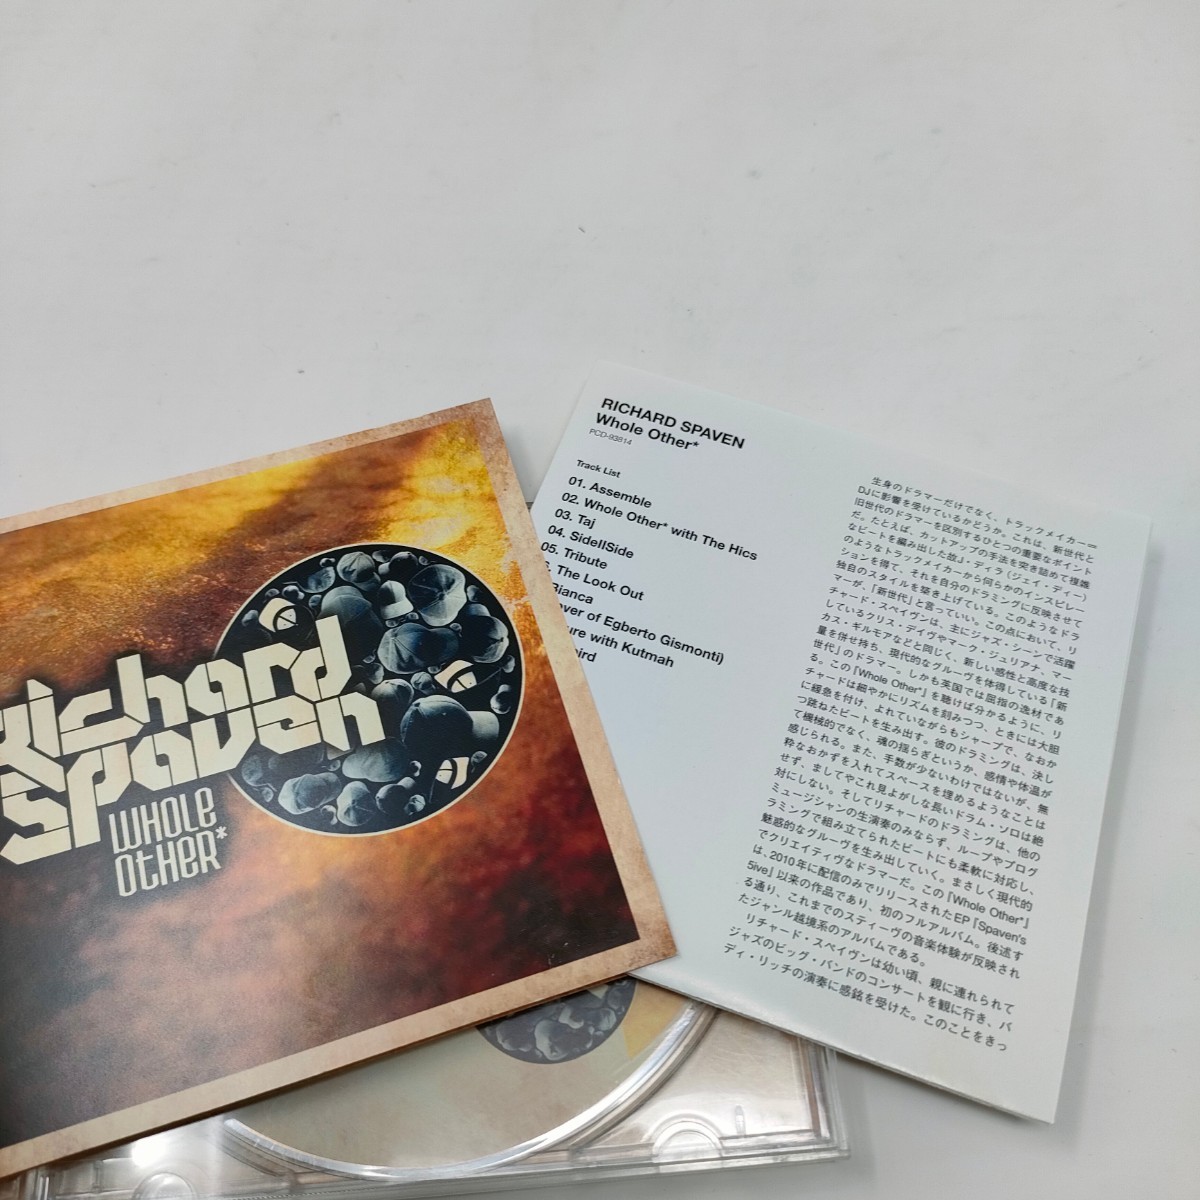 Richard
Spaven
WHOLE
OTHER*
RICHARD SPAVEN
Whole Other*
PCD-93814
Track List
01. Assemble
02. Whole Other* with The Hics
03. Taj
04. SideIISide
05. Tribute
. The Look Out
Bianca
over of Egberto Gismonti)
ure with Kutmah
bird
生身のドラマーだけでなく、トラックメイカー=
DJに影響を受けているかどうか。これは、新世代と
旧世代のドラマーを区別するひとつの重要なポイント
だ。たとえば、カットアップの手法を突き詰めて複雑
なビートを編み出した故J・ディラ（ジェイ・ディー）
のようなトラックメイカーから何らかのインスピレー
ションを得て、それを自分のドラミングに反映させて
独自のスタイルを築き上げている。このようなドラ
マーが、「新世代」と言っていい。この点において、リ
チャード・スペイヴンは、主にジャズ・シーンで活躍
しているクリス・デイヴやマーク・ジュリアナ、マー
カス・ギルモアなどと同じく、新しい感性と高度な技
量を併せ持ち、現代的なグルーヴを体得している「新
世代」のドラマー。しかも英国では屈指の逸材であ
る。この『Whole Other*』を聴けば分かるように、リ
チャードは細やかにリズムを刻みつつ、ときには大胆
に緩急を付け、よれていながらもシャープで、なおか
つ跳ねたビートを生み出す。彼のドラミングは、決し
て機械的でなく、魂の揺らぎというか、感情や体温が
感じられる。また、手数が少ないわけではないが、無
粋なおかずを入れてスペースを埋めるようなことは
せず、ましてやこれ見よがしな長いドラム・ソロは絶
対にしない。そしてリチャードのドラミングは、他の
ミュージシャンの生演奏のみならず、ループやプログ
ラミングで組み立てられたビートにも柔軟に対応し、
魅惑的なグルーヴを生み出していく。まさしく現代的
でクリエイティヴなドラマーだ。この『Whole Other*』
は、2010年に配信のみでリリースされたEP『Spaven's
5ive』以来の作品であり、初のフルアルバム。後述す
る通り、これまでのスティーヴの音楽体験が反映され
たジャンル越境系のアルバムである。
リチャード・スペイヴンは幼い頃、親に連れられて
ジャズのビッグ・バンドのコンサートを観に行き、バ
ディ・リッチの演奏に感銘を受けた。このことをきっ